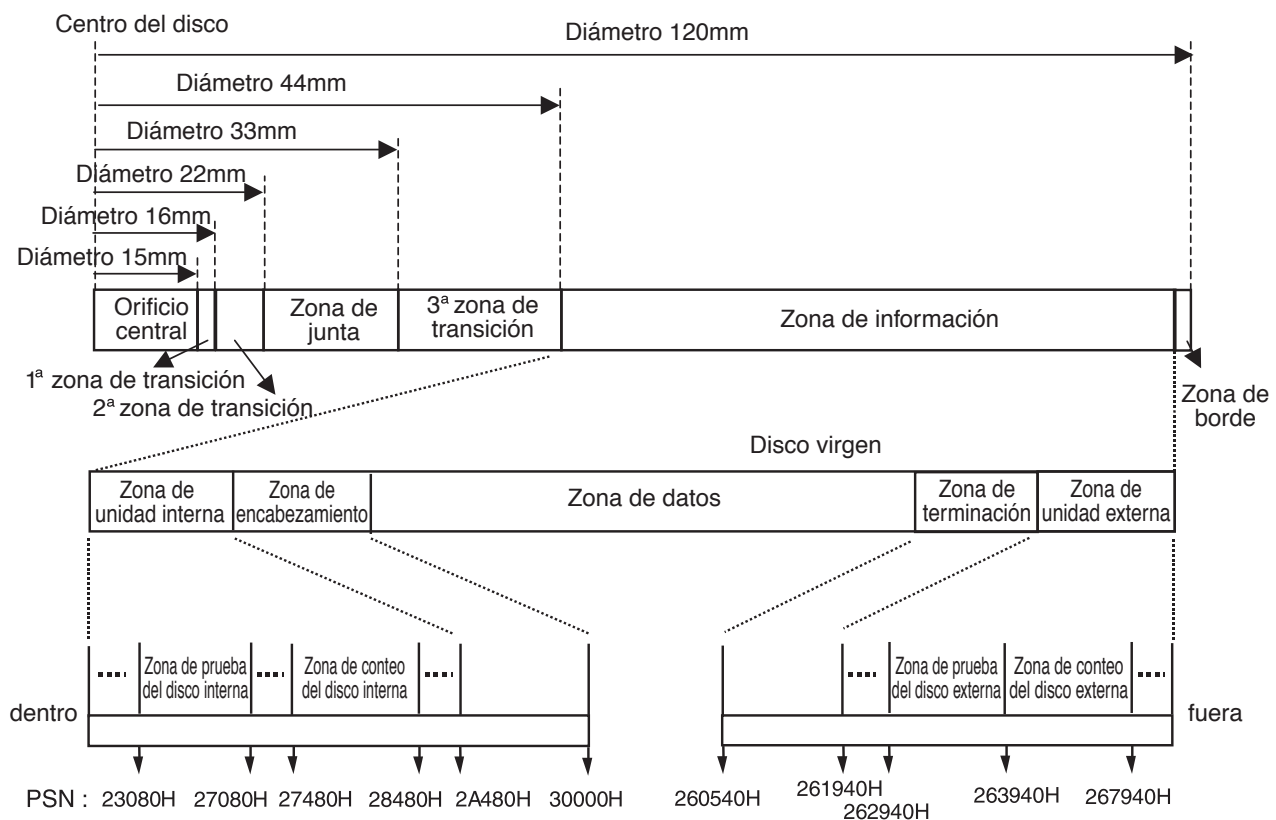 Centro del disco
Diámetro 120mm
Diámetro 44mm
Diámetro 33mm
Diámetro 22mm
Diámetro 16mm
Diámetro 15mm
Orificio
central
Zona de
junta
3ª zona de
transición
Zona de información
1ª zona de transición
2ª zona de transición
Zona de
borde
Disco virgen
Zona de
unidad interna
Zona de
encabezamiento
Zona de datos
Zona de
terminación
Zona de
unidad externa
Zona de prueba
del disco interna
Zona de conteo
del disco interna
Zona de prueba
del disco externa
Zona de conteo
del disco externa
dentro
fuera
PSN : 23080H 27080H 27480H 28480H 2A480H 30000H 260540H 261940H 262940H 263940H 267940H